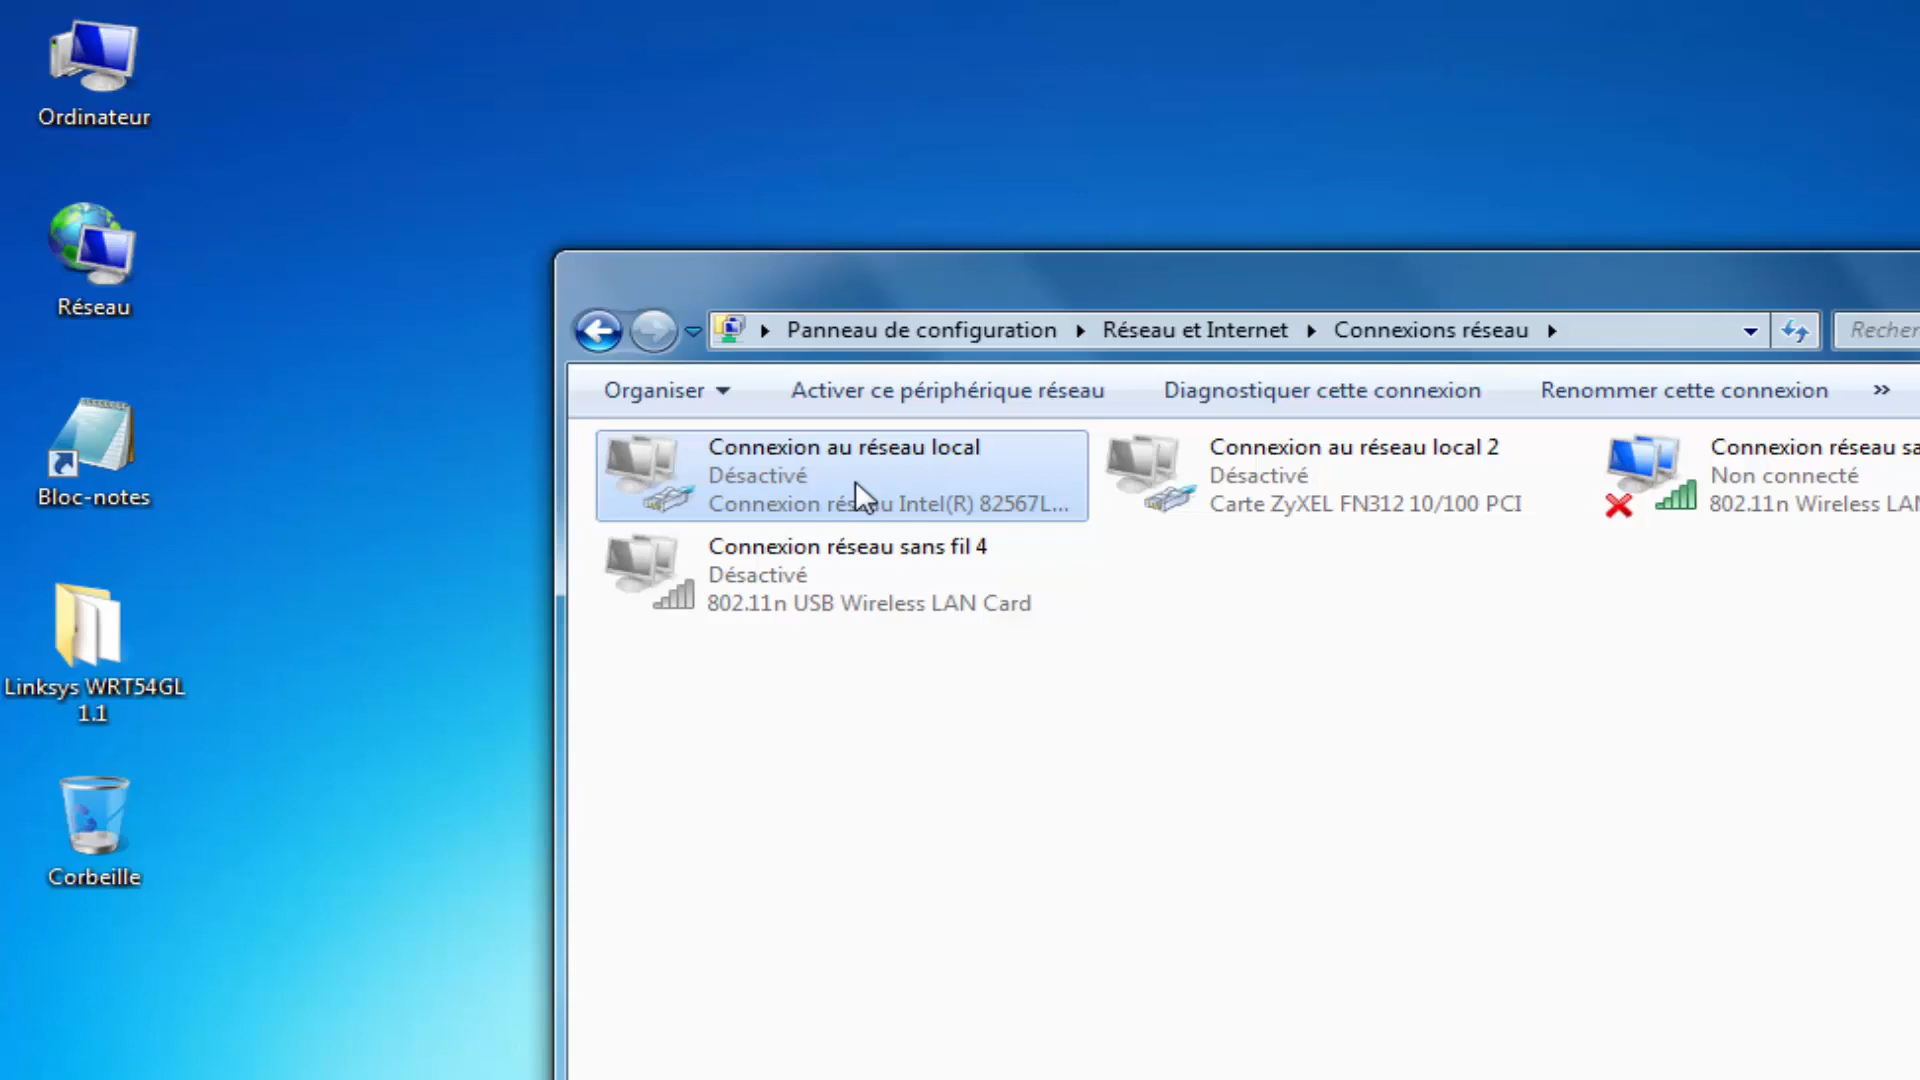 Ordinateur
Réseau
Bloc-notes
Linksys WRT54GL
1.1
Corbeille
Panneau de configuration
Réseau et Internet
Connexions réseau
Recher
Organiser
Activer ce périphérique réseau
Diagnostiquer cette connexion
Renommer cette connexion
»
Connexion au réseau local
Désactivé
Connexion réseau Intel(R) 82567L...
Connexion au réseau local 2
Désactivé
Carte ZyXEL FN312 10/100 PCI
Connexion réseau sa
Non connecté
802.11n Wireless LAN
Connexion réseau sans fil 4
Désactivé
802.11n USB Wireless LAN Card